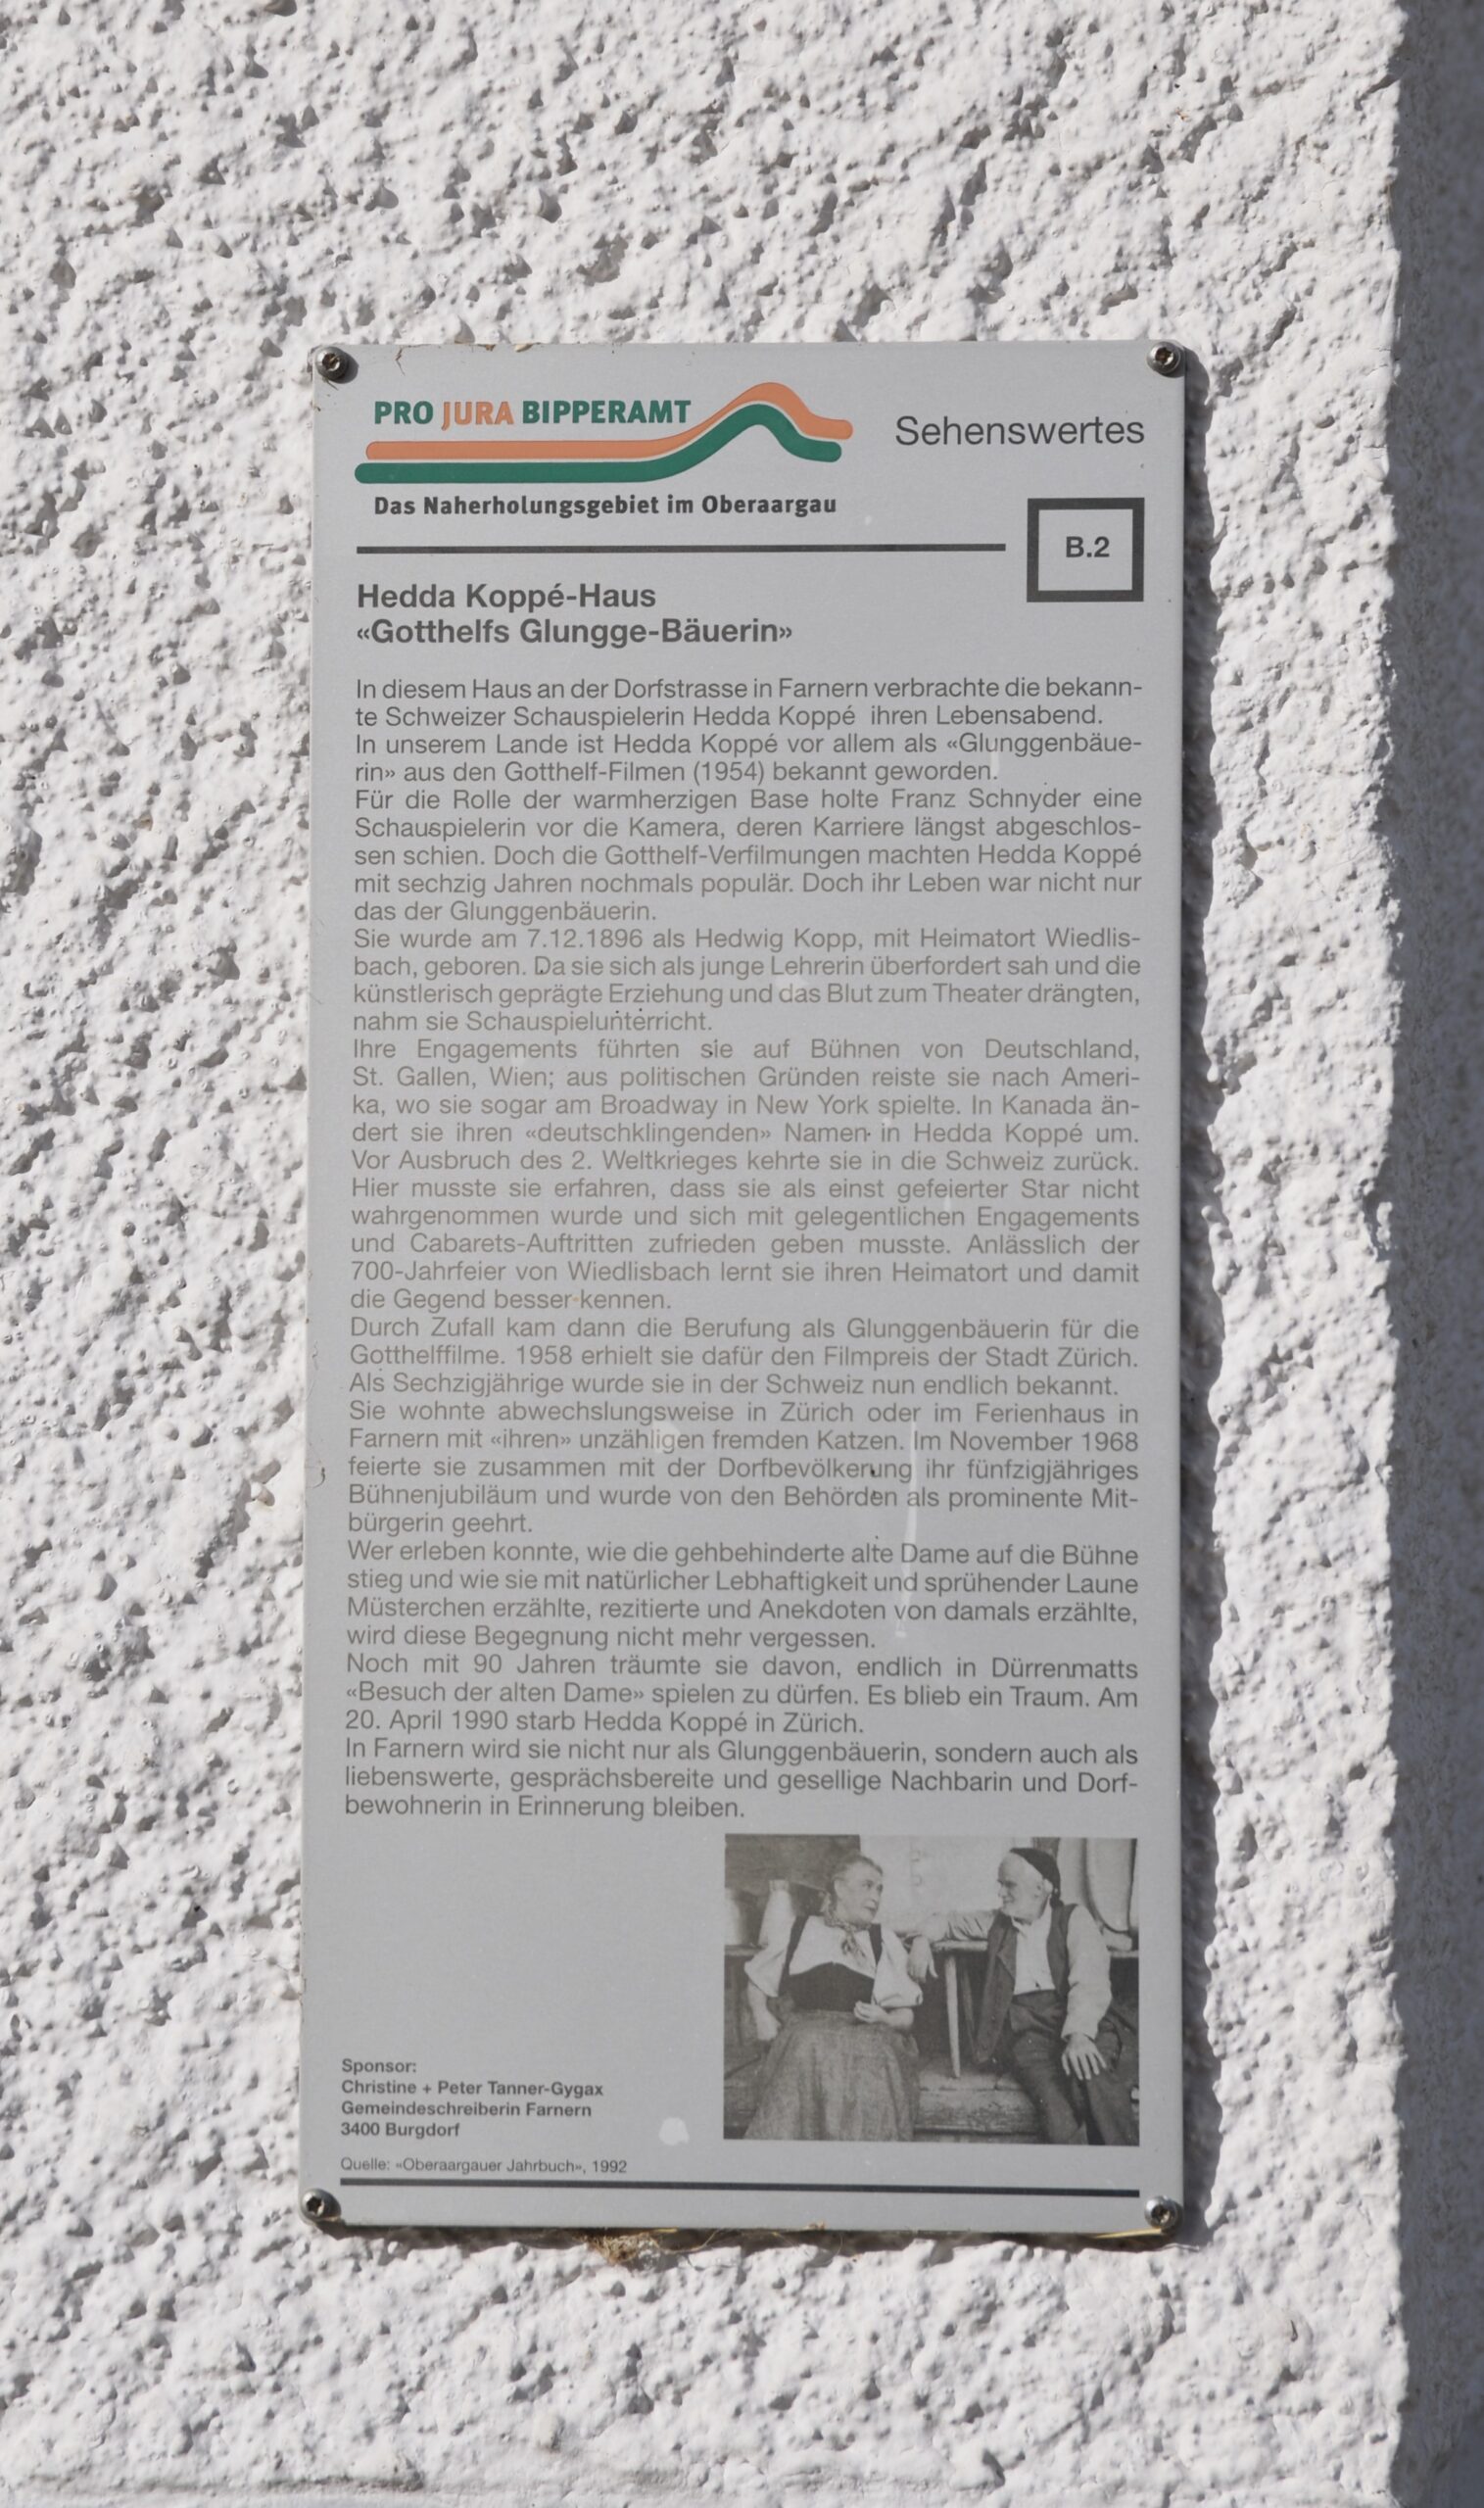 PRO JURA BIPPERAMT
Sehenswertes
Das Naherholungsgebiet im Oberaargau
B.2
Hedda Koppé-Haus
«Gotthelfs Glungge-Bäuerin»
In diesem Haus an der Dorfstrasse in Farnern verbrachte die bekann-
te Schweizer Schauspielerin Hedda Koppé ihren Lebensabend.
In unserem Lande ist Hedda Koppé vor allem als «Glunggenbäue-
rin» aus den Gotthelf-Filmen (1954) bekannt geworden.
Für die Rolle der warmherzigen Base holte Franz Schnyder eine
Schauspielerin vor die Kamera, deren Karriere längst abgeschlos-
sen schien. Doch die Gotthelf-Verfilmungen machten Hedda Koppé
mit sechzig Jahren nochmals populär. Doch ihr Leben war nicht nur
das der Glunggenbäuerin.
Sie wurde am 7.12.1896 als Hedwig Kopp, mit Heimatort Wiedlis-
bach, geboren. Da sie sich als junge Lehrerin überfordert sah und die
künstlerisch geprägte Erziehung und das Blut zum Theater drängten,
nahm sie Schauspielunterricht.
Ihre Engagements führten sie auf Bühnen von Deutschland,
St. Gallen, Wien; aus politischen Gründen reiste sie nach Ameri-
ka, wo sie sogar am Broadway in New York spielte. In Kanada än-
dert sie ihren «deutschklingenden» Namen in Hedda Koppé um.
Vor Ausbruch des 2. Weltkrieges kehrte sie in die Schweiz zurück.
Hier musste sie erfahren, dass sie als einst gefeierter Star nicht
wahrgenommen wurde und sich mit gelegentlichen Engagements
und Cabarets-Auftritten zufrieden geben musste. Anlässlich der
700-Jahrfeier von Wiedlisbach lernt sie ihren Heimatort und damit
die Gegend besser kennen.
Durch Zufall kam dann die Berufung als Glunggenbäuerin für die
Gotthelffilme. 1958 erhielt sie dafür den Filmpreis der Stadt Zürich.
Als Sechzigjährige wurde sie in der Schweiz nun endlich bekannt.
Sie wohnte abwechslungsweise in Zürich oder im Ferienhaus in
Farnern mit «ihren» unzähligen fremden Katzen. Im November 1968
feierte sie zusammen mit der Dorfbevölkerung ihr fünfzigjähriges
Bühnenjubiläum und wurde von den Behörden als prominente Mit-
bürgerin geehrt.
Wer erleben konnte, wie die gehbehinderte alte Dame auf die Bühne
stieg und wie sie mit natürlicher Lebhaftigkeit und sprühender Laune
Müsterchen erzählte, rezitierte und Anekdoten von damals erzählte,
wird diese Begegnung nicht mehr vergessen.
Noch mit 90 Jahren träumte sie davon, endlich in Dürrenmatts
«Besuch der alten Dame» spielen zu dürfen. Es blieb ein Traum. Am
20. April 1990 starb Hedda Koppé in Zürich.
In Farnern wird sie nicht nur als Glunggenbäuerin, sondern auch als
liebenswerte, gesprächsbereite und gesellige Nachbarin und Dorf-
bewohnerin in Erinnerung bleiben.
Sponsor:
Christine + Peter Tanner-Gygax
Gemeindeschreiberin Farnern
3400 Burgdorf
Quelle: «Oberaargauer Jahrbuch», 1992